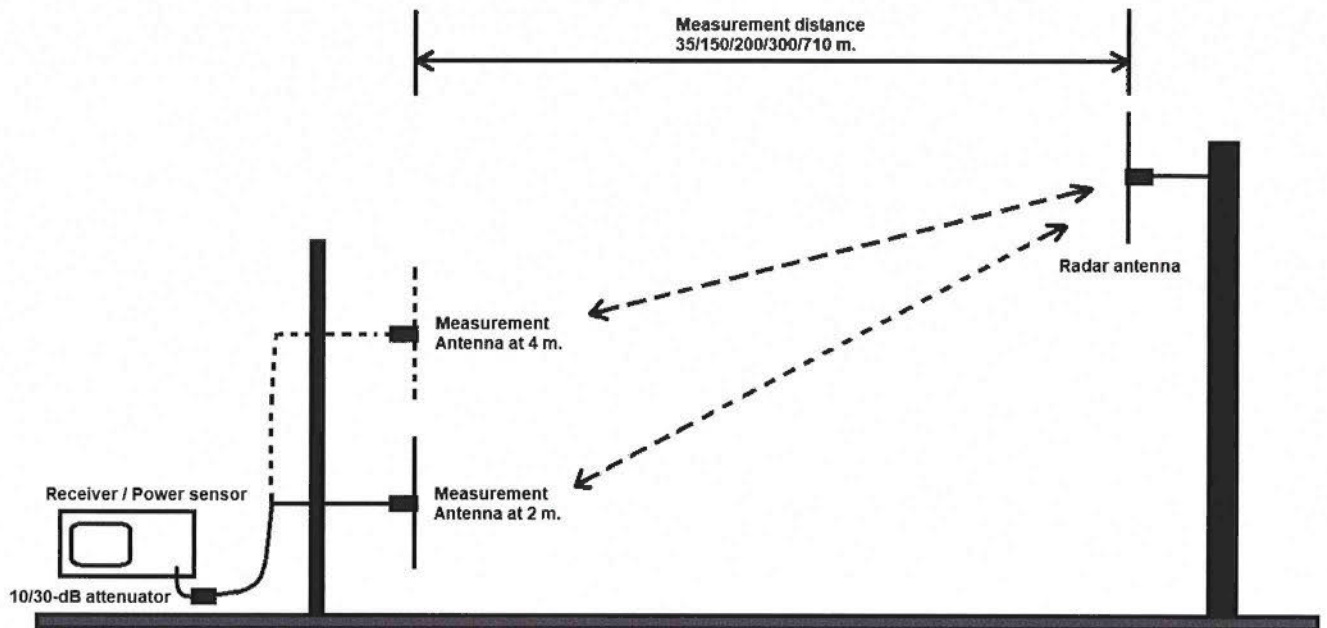 Measurement distance
35/150/200/300/710 m.
Radar antenna
Measurement
Antenna at 4 m.
Measurement
Antenna at 2 m.
Receiver / Power sensor
10/30-dB attenuator